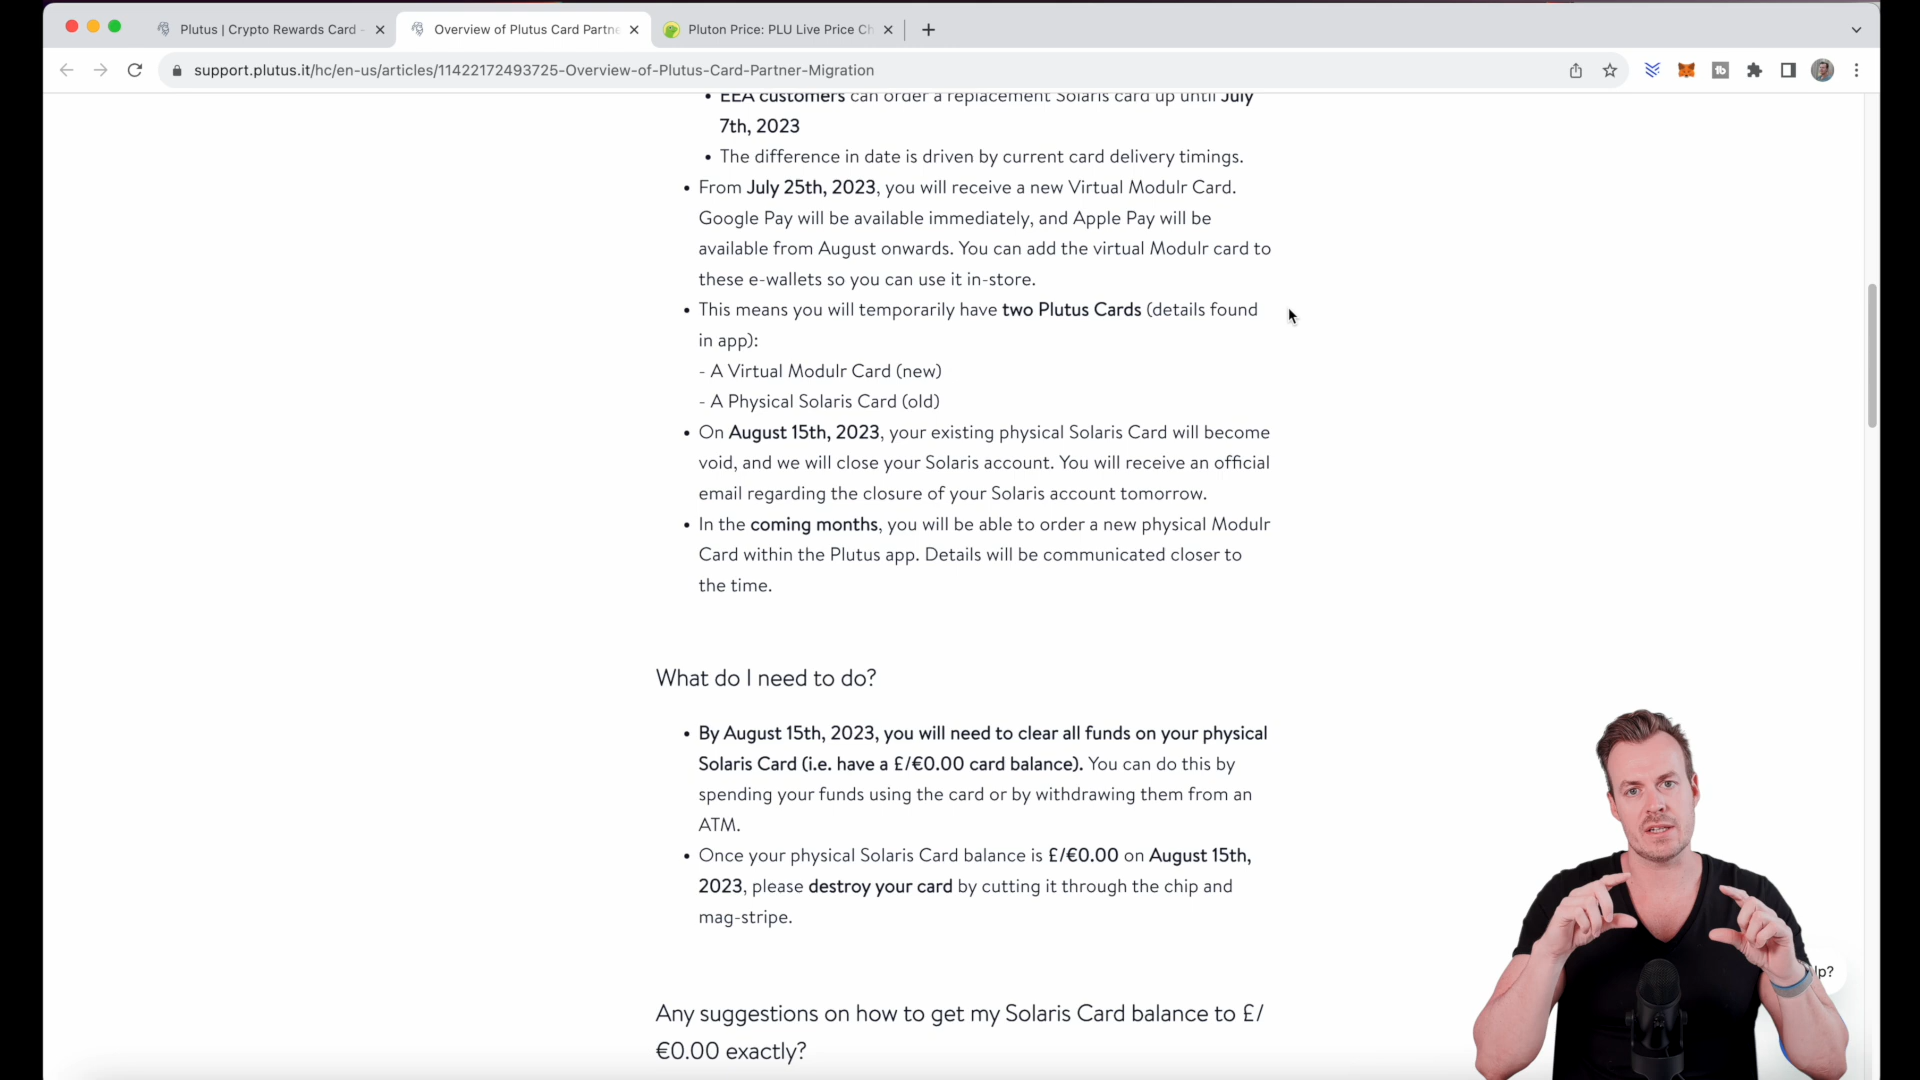 Plutus | Crypto Rewards Card -
Overview of Plutus Card Partne
Pluton Price: PLU Live Price Ch
support.plutus.it/hc/en-us/articles/11422172493725-Overview-of-Plutus-Card-Partner-Migration
• EEA customers can order a replacement Solaris card up until July
7th, 2023
• The difference in date is driven by current card delivery timings.
• From July 25th, 2023, you will receive a new Virtual Modulr Card.
Google Pay will be available immediately, and Apple Pay will be
available from August onwards. You can add the virtual Modulr card to
these e-wallets so you can use it in-store.
• This means you will temporarily have two Plutus Cards (details found
in app):
- A Virtual Modulr Card (new)
- A Physical Solaris Card (old)
• On August 15th, 2023, your existing physical Solaris Card will become
void, and we will close your Solaris account. You will receive an official
email regarding the closure of your Solaris account tomorrow.
• In the coming months, you will be able to order a new physical Modulr
Card within the Plutus app. Details will be communicated closer to
the time.
What do I need to do?
• By August 15th, 2023, you will need to clear all funds on your physical
Solaris Card (i.e. have a £/€0.00 card balance). You can do this by
spending your funds using the card or by withdrawing them from an
ATM.
• Once your physical Solaris Card balance is £/€0.00 on August 15th,
2023, please destroy your card by cutting it through the chip and
mag-stripe.
lp?
Any suggestions on how to get my Solaris Card balance to £/
€0.00 exactly?